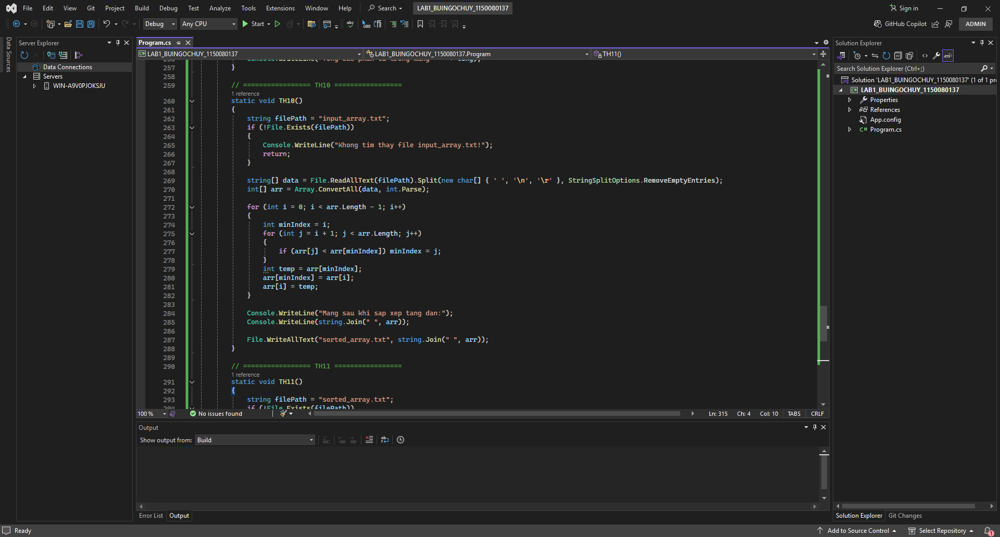 File Edit View Git Project Build Debug Test Analyze Tools Extensions Window Help Search LAB1_BUINGOCHUY_1150080137 Sign in
Debug Any CPU Start GitHub Copilot ADMIN
Data Sources
Server Explorer
Data Connections
Servers
WIN-A9V0PJOKSJU
Program.cs
LAB1_BUINGOCHUY_1150080137 LAB1_BUINGOCHUY_1150080137.Program TH11()
257 }
258
259 // ================= TH10 =================
1 reference
260 static void TH10()
261 {
262 string filePath = "input_array.txt";
263 if (!File.Exists(filePath))
264 {
265 Console.WriteLine("Khong tim thay file input_array.txt!");
266 return;
267 }
268
269 string[] data = File.ReadAllText(filePath).Split(new char[] { ' ', '\n', '\r' }, StringSplitOptions.RemoveEmptyEntries);
270 int[] arr = Array.ConvertAll(data, int.Parse);
271
272 for (int i = 0; i < arr.Length - 1; i++)
273 {
274 int minIndex = i;
275 for (int j = i + 1; j < arr.Length; j++)
276 {
277 if (arr[j] < arr[minIndex]) minIndex = j;
278 }
279 int temp = arr[minIndex];
280 arr[minIndex] = arr[i];
281 arr[i] = temp;
282 }
283
284 Console.WriteLine("Mang sau khi sap xep tang dan:");
285 Console.WriteLine(string.Join(" ", arr));
286
287 File.WriteAllText("sorted_array.txt", string.Join(" ", arr));
288 }
289
290 // ================= TH11 =================
1 reference
291 static void TH11()
292 {
293 string filePath = "sorted_array.txt";
if (!File.Exists(filePath))
100 % No issues found Ln: 315 Ch: 4 Col: 10 TABS CRLF
Output
Show output from: Build
Error List Output
Solution Explorer
Search Solution Explorer (Ctrl+;)
Solution 'LAB1_BUINGOCHUY_1150080137' (1 of 1 pr
C# LAB1_BUINGOCHUY_1150080137
Properties
References
App.config
C# Program.cs
Solution Explorer Git Changes
Ready Add to Source Control Select Repository 1